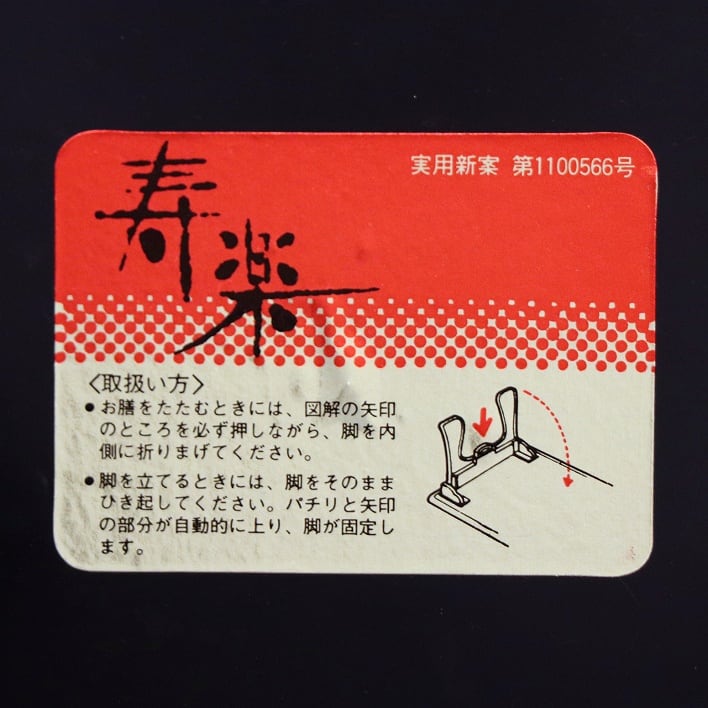 実用新案 第1100566号
寿楽
〈取扱い方〉
●お膳をたたむときには、図解の矢印
のところを必ず押しながら、脚を内
側に折りまげてください。
●脚を立てるときには、脚をそのまま
ひき起してください。パチリと矢印
の部分が自動的に上り、脚が固定し
ます。